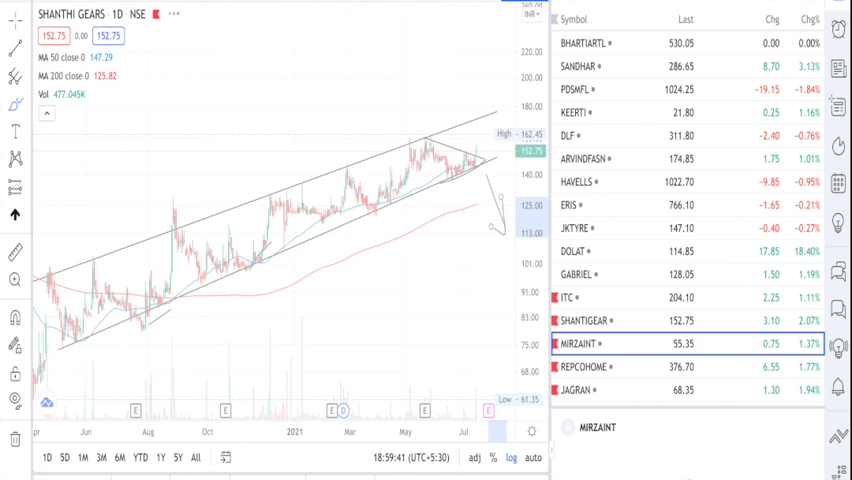 SHANTHI GEARS · 1D · NSE
152.75 0.00 152.75
MA 50 close 0 147.29
MA 200 close 0 125.82
Vol 477.045K
INR
220.00
200.00
180.00
High 162.45
152.75
140.00
125.00
113.00
101.00
91.00
83.00
75.00
68.00
Low 61.35
E E E D E E
Jun Aug Oct 2021 Mar May Jul
1D 5D 1M 3M 6M YTD 1Y 5Y All
18:59:41 (UTC+5:30) adj % log auto
Symbol Last Chg Chg%
BHARTIARTL 530.05 0.00 0.00%
SANDHAR 286.65 8.70 3.13%
PDSMFL 1024.25 −19.15 −1.84%
KEERTI 21.80 0.25 1.16%
DLF 311.80 −2.40 −0.76%
ARVINDFASN 174.85 1.75 1.01%
HAVELLS 1022.70 −9.85 −0.95%
ERIS 766.10 −1.65 −0.21%
JKTYRE 147.10 −0.40 −0.27%
DOLAT 114.85 17.85 18.40%
GABRIEL 128.05 1.50 1.19%
ITC 204.10 2.25 1.11%
SHANTIGEAR 152.75 3.10 2.07%
MIRZAINT 55.35 0.75 1.37%
REPCOHOME 376.70 6.55 1.77%
JAGRAN 68.35 1.30 1.94%
MIRZAINT